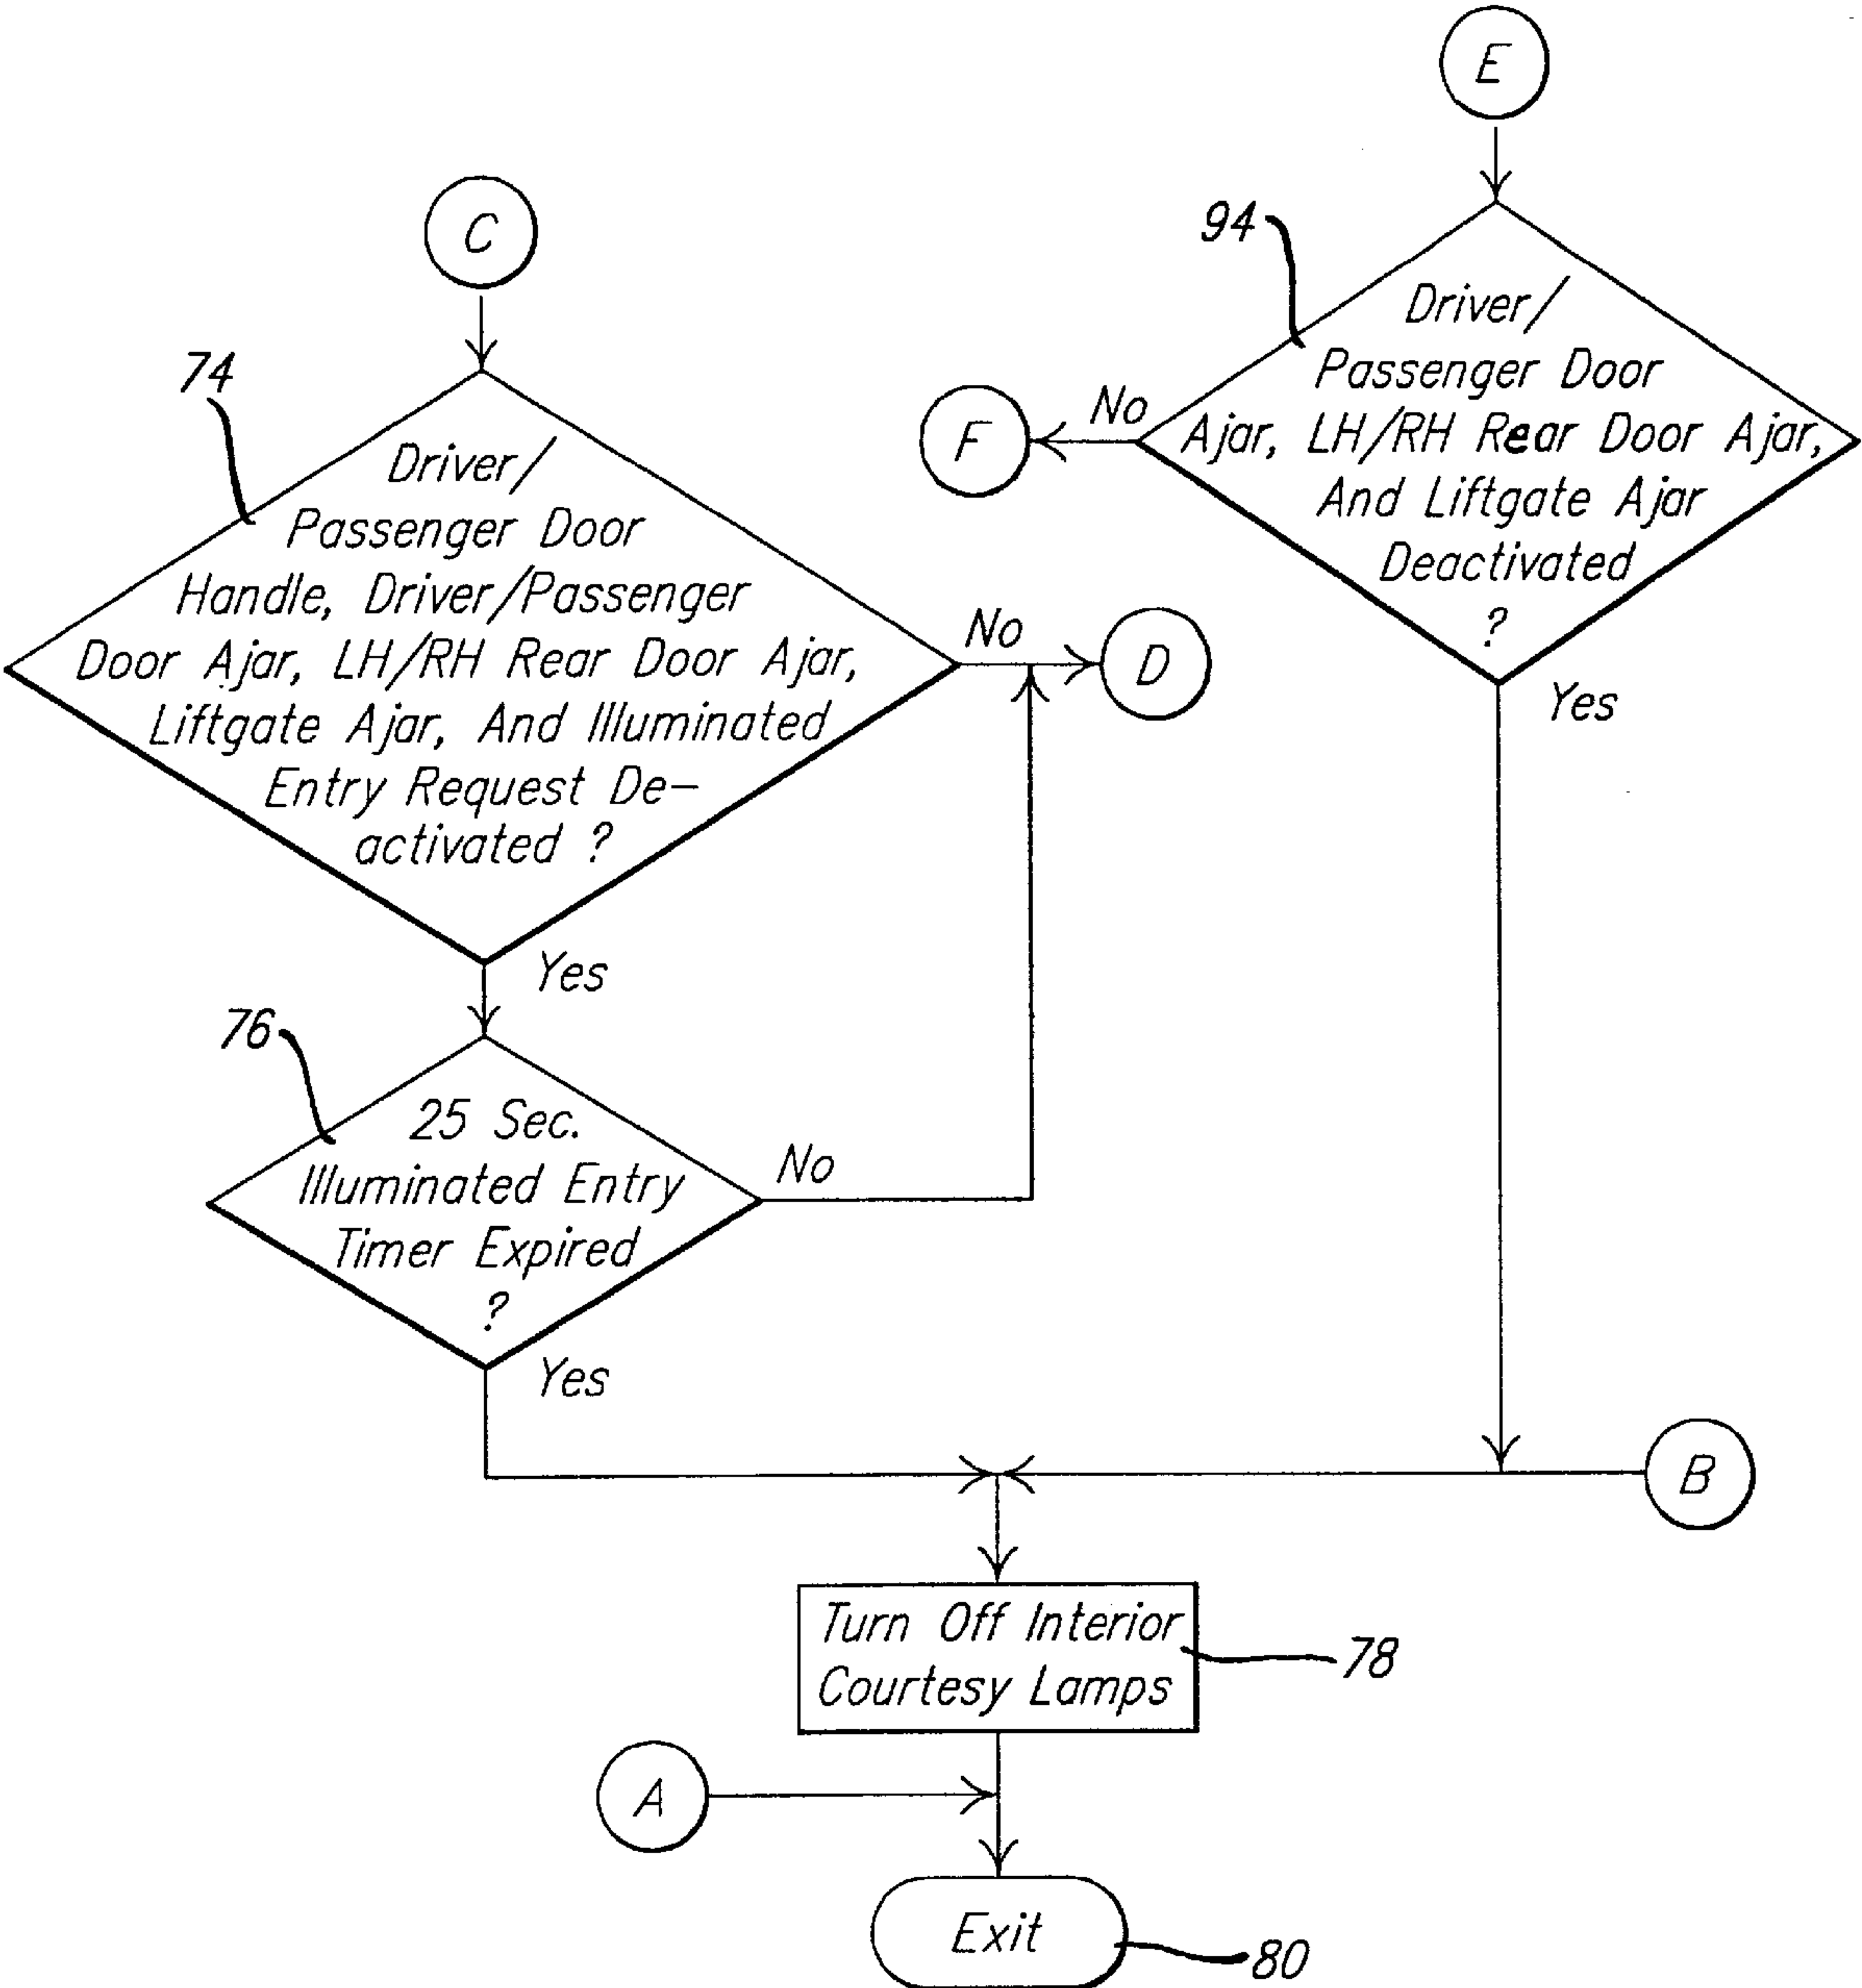 E
C
94
Driver/
Passenger Door
Ajar, LH/RH Rear Door Ajar,
And Liftgate Ajar
Deactivated
?
No
F
Yes
74
Driver/
Passenger Door
Handle, Driver/Passenger
Door Ajar, LH/RH Rear Door Ajar,
Liftgate Ajar, And Illuminated
Entry Request De-
activated ?
No
D
Yes
76
25 Sec.
Illuminated Entry
Timer Expired
?
No
Yes
B
Turn Off Interior
Courtesy Lamps
78
A
Exit
80